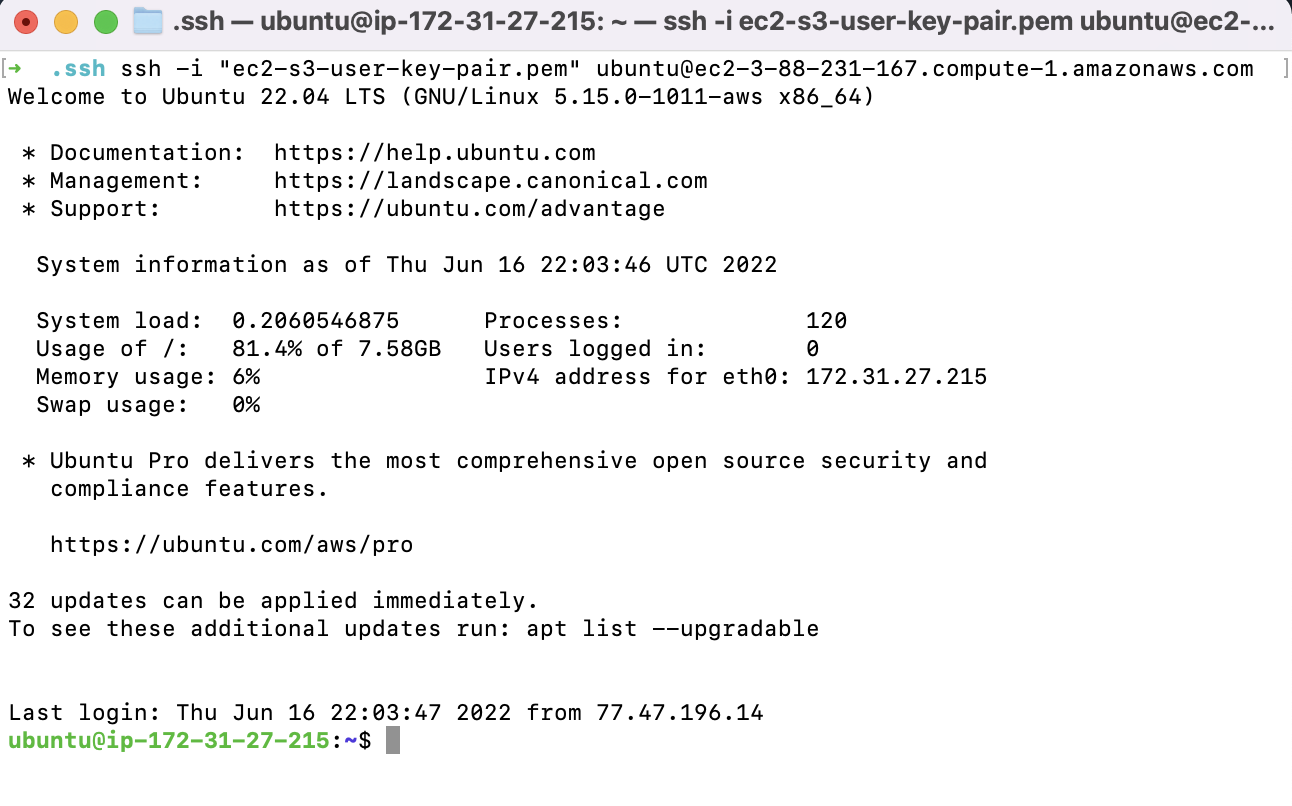 .ssh — ubuntu@ip-172-31-27-215: ~ — ssh -i ec2-s3-user-key-pair.pem ubuntu@ec2-...
[➜  .ssh ssh -i "ec2-s3-user-key-pair.pem" ubuntu@ec2-3-88-231-167.compute-1.amazonaws.com  ]
Welcome to Ubuntu 22.04 LTS (GNU/Linux 5.15.0-1011-aws x86_64)

 * Documentation:  https://help.ubuntu.com
 * Management:     https://landscape.canonical.com
 * Support:        https://ubuntu.com/advantage

  System information as of Thu Jun 16 22:03:46 UTC 2022

  System load:  0.2060546875      Processes:             120
  Usage of /:   81.4% of 7.58GB   Users logged in:       0
  Memory usage: 6%                IPv4 address for eth0: 172.31.27.215
  Swap usage:   0%

 * Ubuntu Pro delivers the most comprehensive open source security and
   compliance features.

   https://ubuntu.com/aws/pro

32 updates can be applied immediately.
To see these additional updates run: apt list --upgradable


Last login: Thu Jun 16 22:03:47 2022 from 77.47.196.14
ubuntu@ip-172-31-27-215:~$